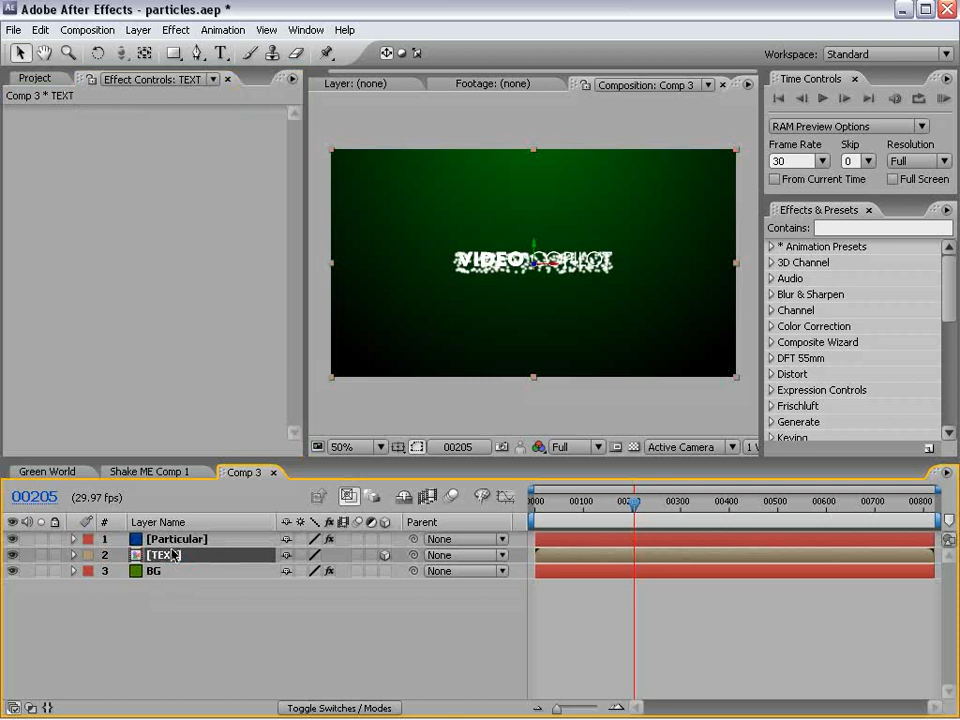 Adobe After Effects - particles.aep *
File Edit Composition Layer Effect Animation View Window Help
Workspace: Standard
Project Effect Controls: TEXT
Comp 3 * TEXT
Layer: (none) Footage: (none) Composition: Comp 3
VIDEO COPILOT
50% 00205 Full Active Camera 1
Time Controls
RAM Preview Options
Frame Rate Skip Resolution
30 0 Full
From Current Time Full Screen
Effects & Presets
Contains:
* Animation Presets
3D Channel
Audio
Blur & Sharpen
Channel
Color Correction
Composite Wizard
DFT 55mm
Distort
Expression Controls
Frischluft
Generate
Keying
Green World Shake ME Comp 1 Comp 3
00205 (29.97 fps)
0000 00100 00300 00400 00500 00600 00700 00800
# Layer Name Parent
1 [Particular] None
2 [TEXT] None
3 BG None
Toggle Switches / Modes